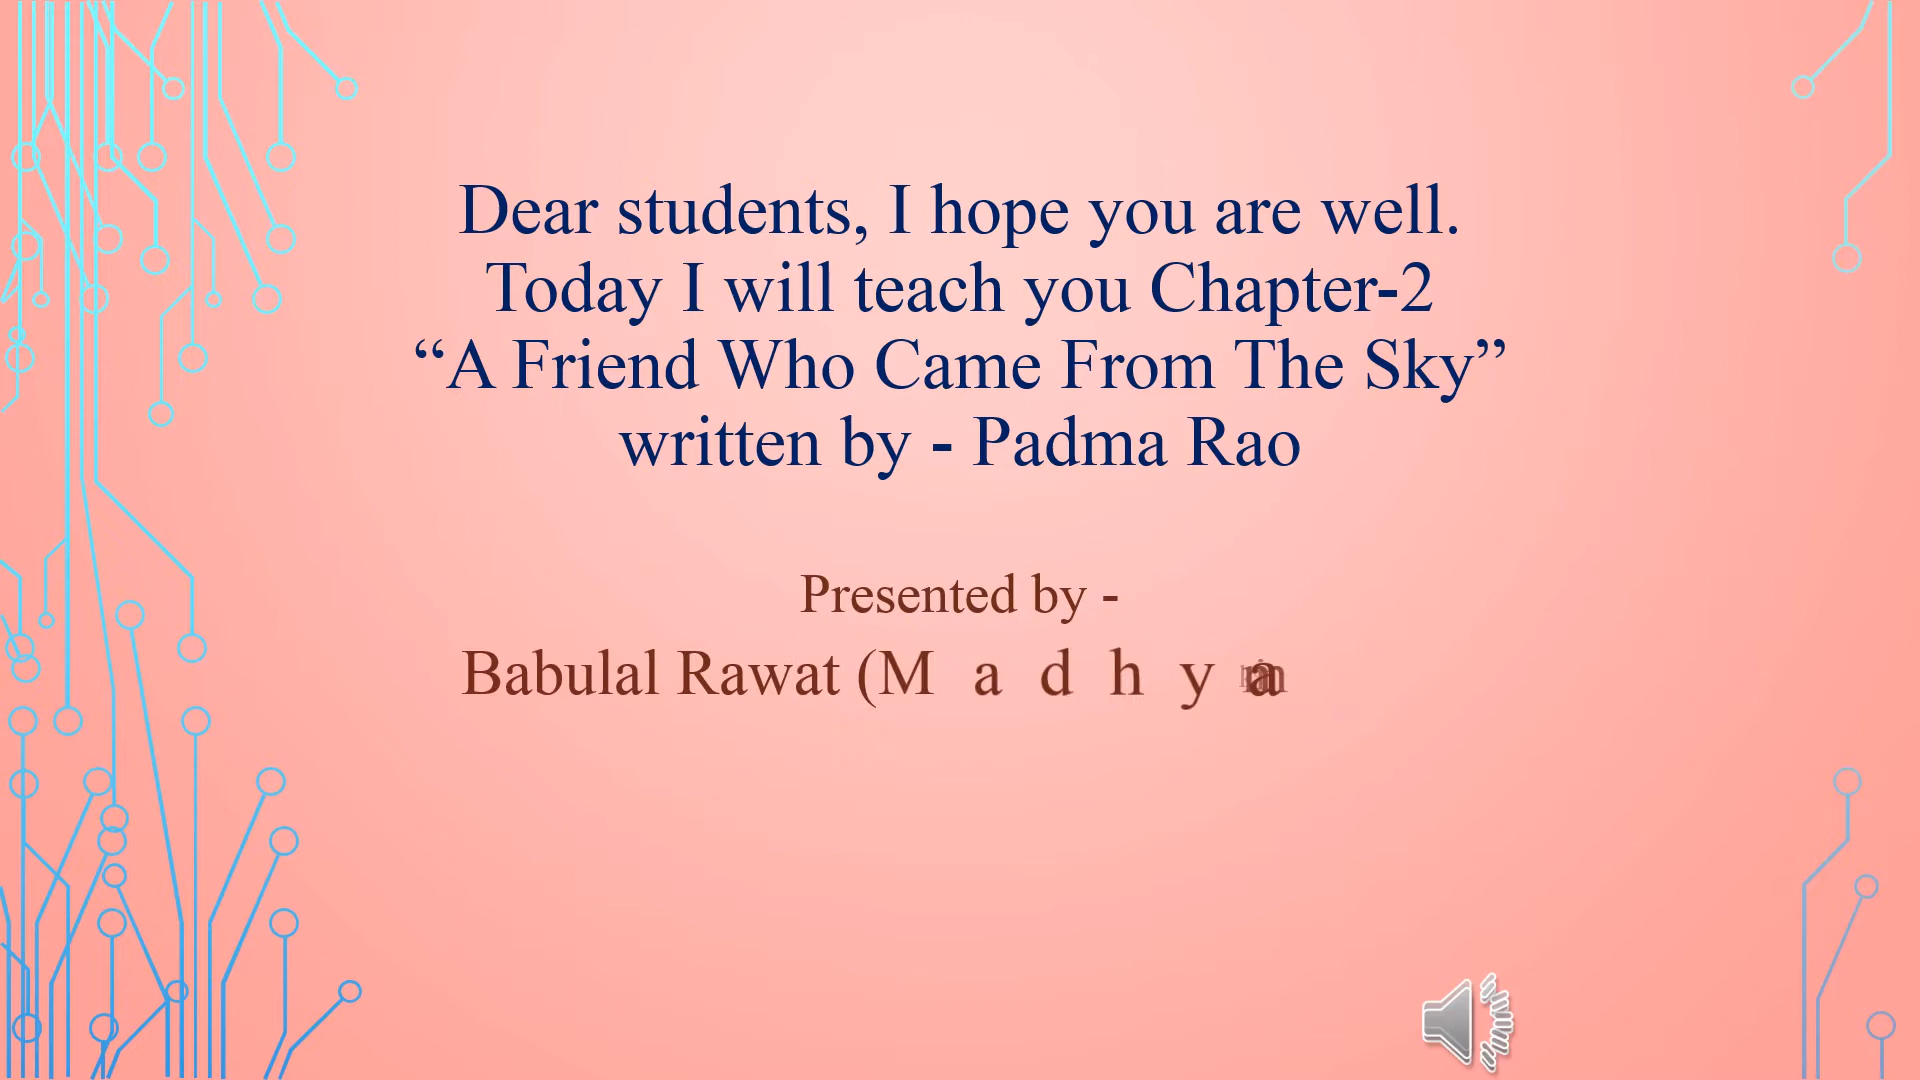 Dear students, I hope you are well.
Today I will teach you Chapter-2
“A Friend Who Came From The Sky”
written by - Padma Rao
Presented by -
Babulal Rawat